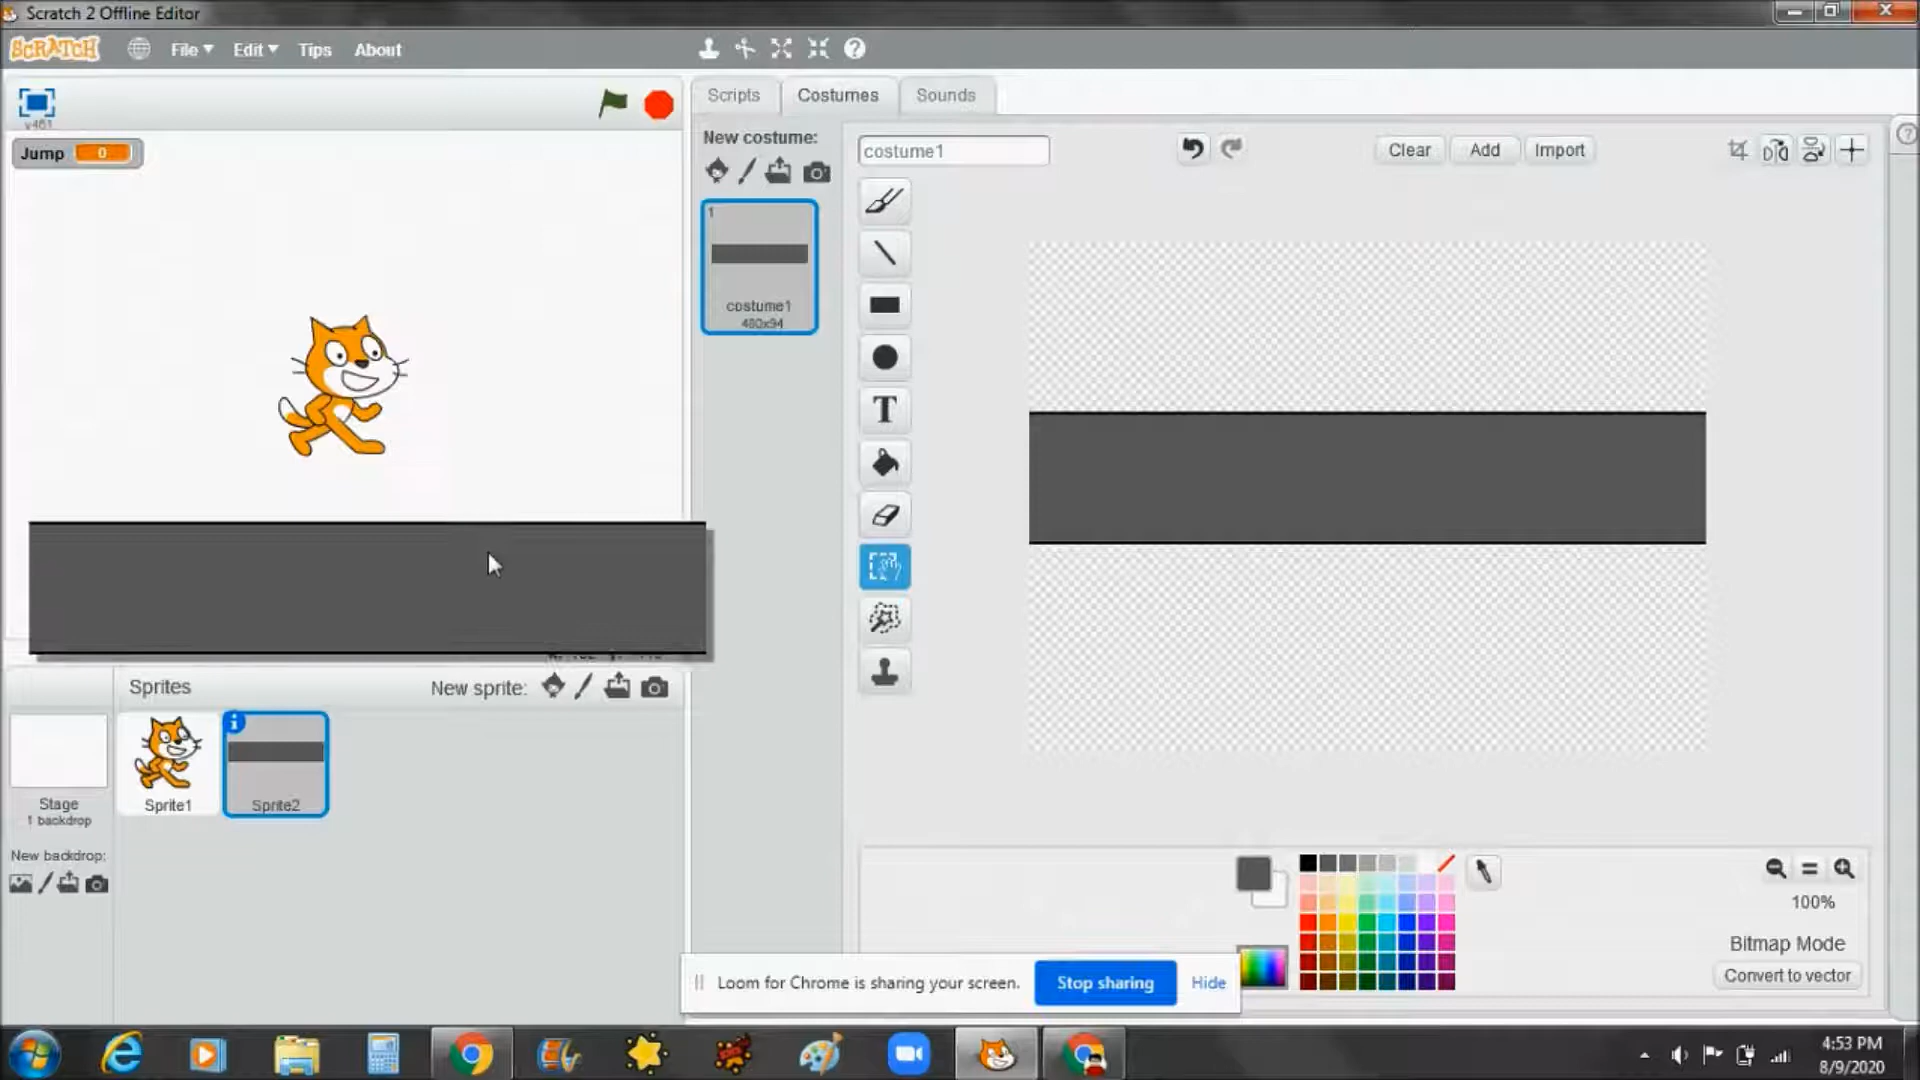 Scratch 2 Offline Editor
SCRATCH File Edit Tips About
v461
Scripts Costumes Sounds
Jump 0
New costume:
costume1
Clear Add Import
1
costume1
480x94
T
Sprites New sprite:
Stage
1 backdrop
Sprite1
Sprite2
New backdrop:
100%
Bitmap Mode
Convert to vector
Loom for Chrome is sharing your screen. Stop sharing Hide
4:53 PM
8/9/2020